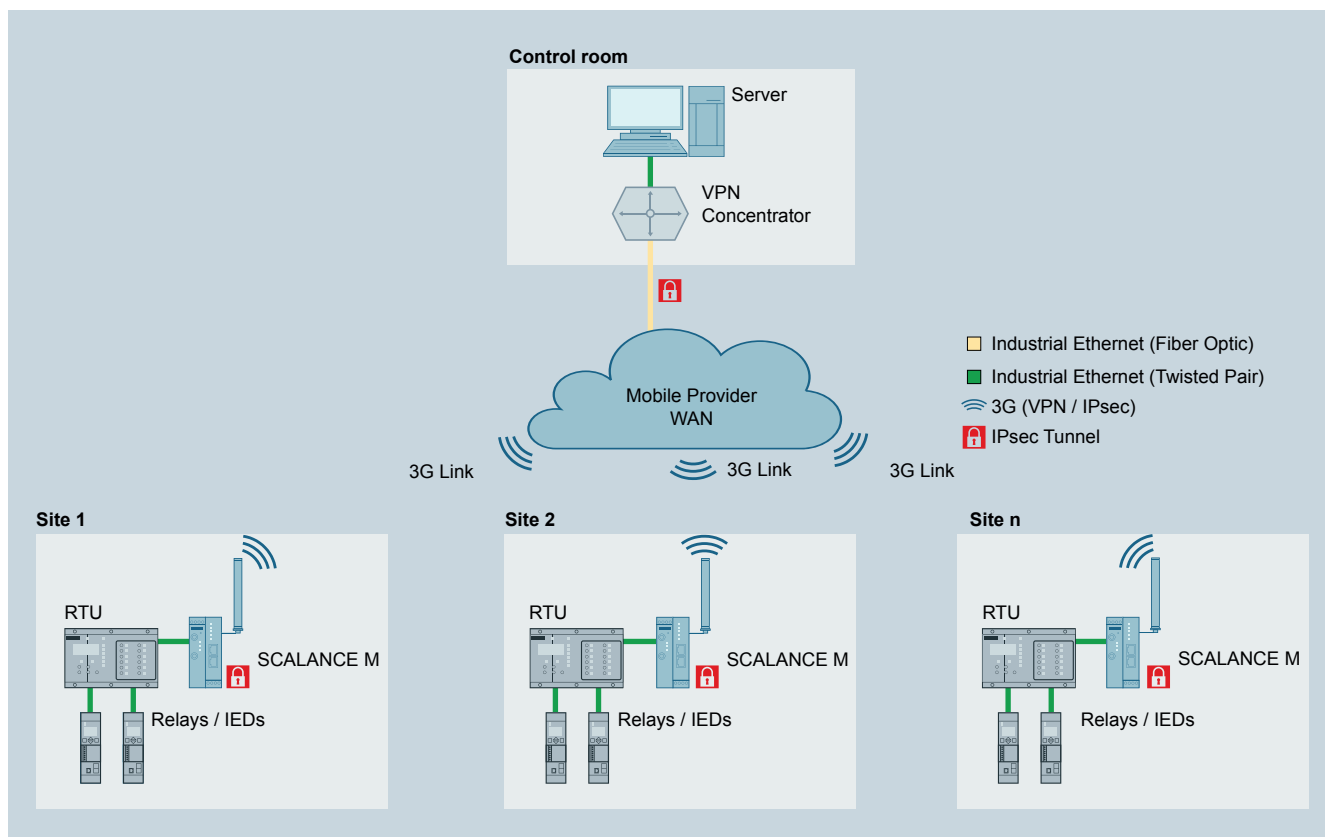 Control room
Server
VPN
Concentrator
Mobile Provider
WAN
Industrial Ethernet (Fiber Optic)
Industrial Ethernet (Twisted Pair)
3G (VPN / IPsec)
IPsec Tunnel
3G Link
3G Link
3G Link
Site 1
RTU
SCALANCE M
Relays / IEDs
Site 2
RTU
SCALANCE M
Relays / IEDs
Site n
RTU
SCALANCE M
Relays / IEDs